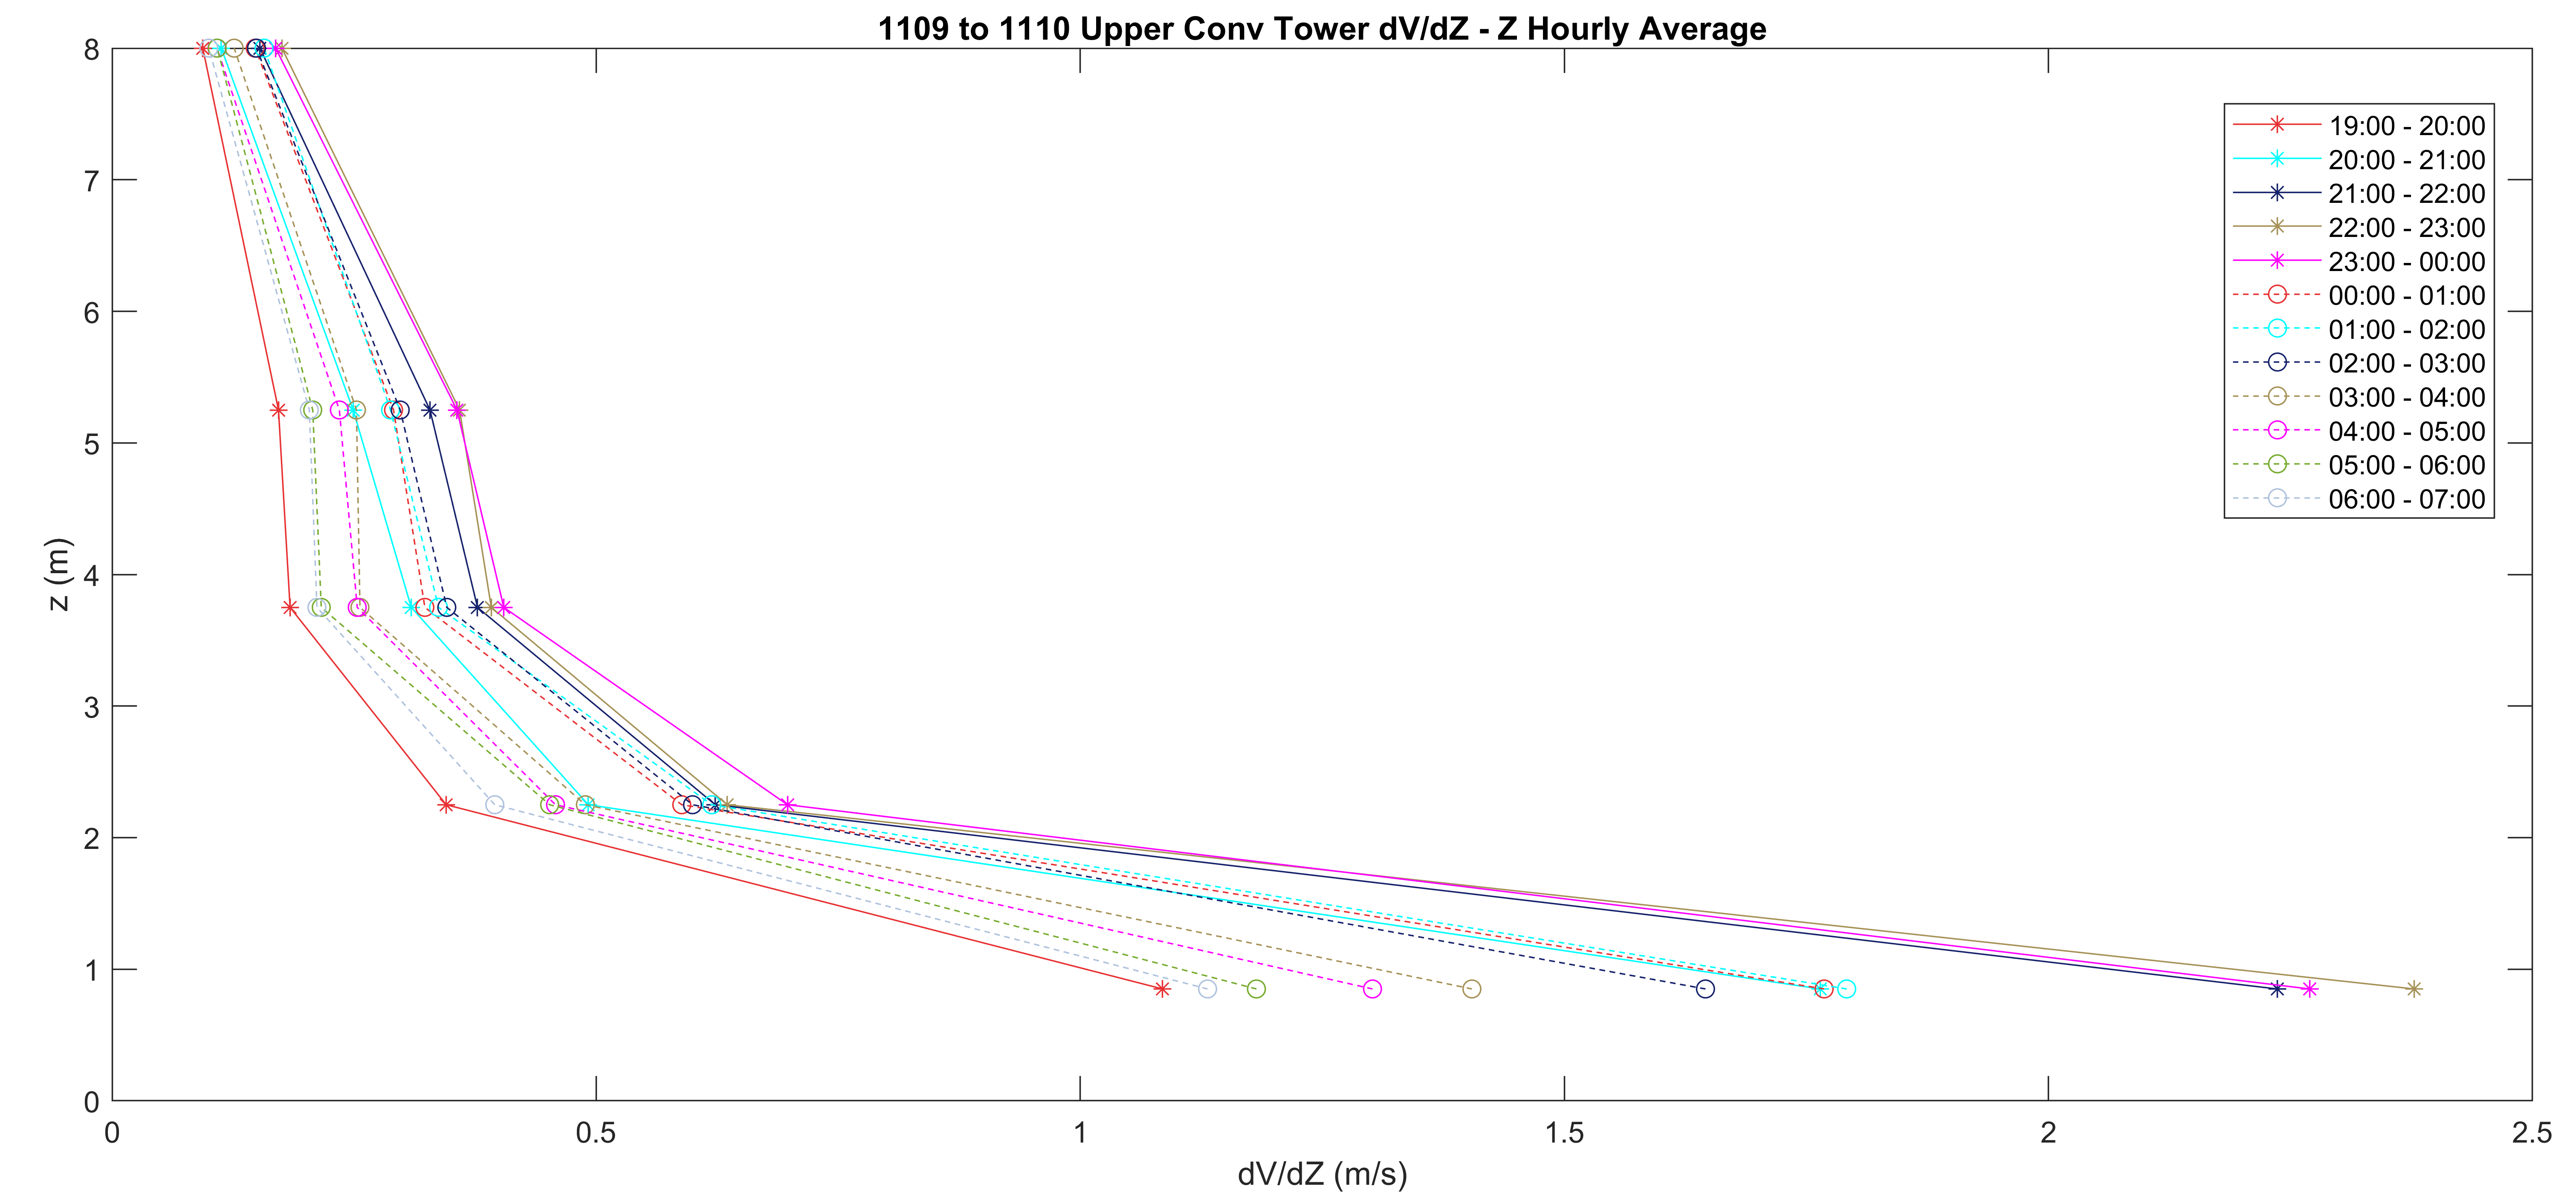 1109 to 1110 Upper Conv Tower dV/dZ - Z Hourly Average
8
7
6
5
4
3
2
1
0
z (m)
0 0.5 1 1.5 2 2.5
dV/dZ (m/s)
19:00 - 20:00
20:00 - 21:00
21:00 - 22:00
22:00 - 23:00
23:00 - 00:00
00:00 - 01:00
01:00 - 02:00
02:00 - 03:00
03:00 - 04:00
04:00 - 05:00
05:00 - 06:00
06:00 - 07:00